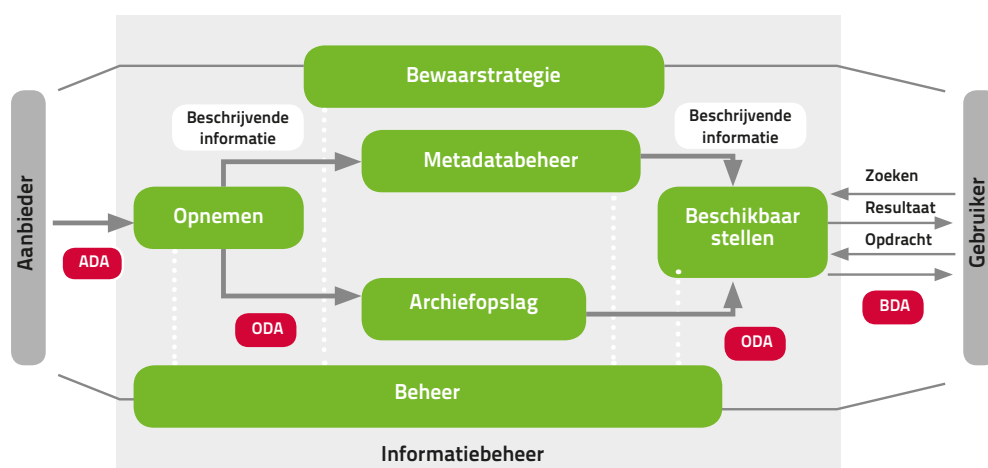 Bewaarstrategie
Beschrijvende
informatie
Beschrijvende
informatie
Metadatabeheer
Aanbieder
Opnemen
ADA
Beschikbaar
stellen
Zoeken
Resultaat
Opdracht
BDA
Gebruiker
Archiefopslag
ODA
ODA
Beheer
Informatiebeheer